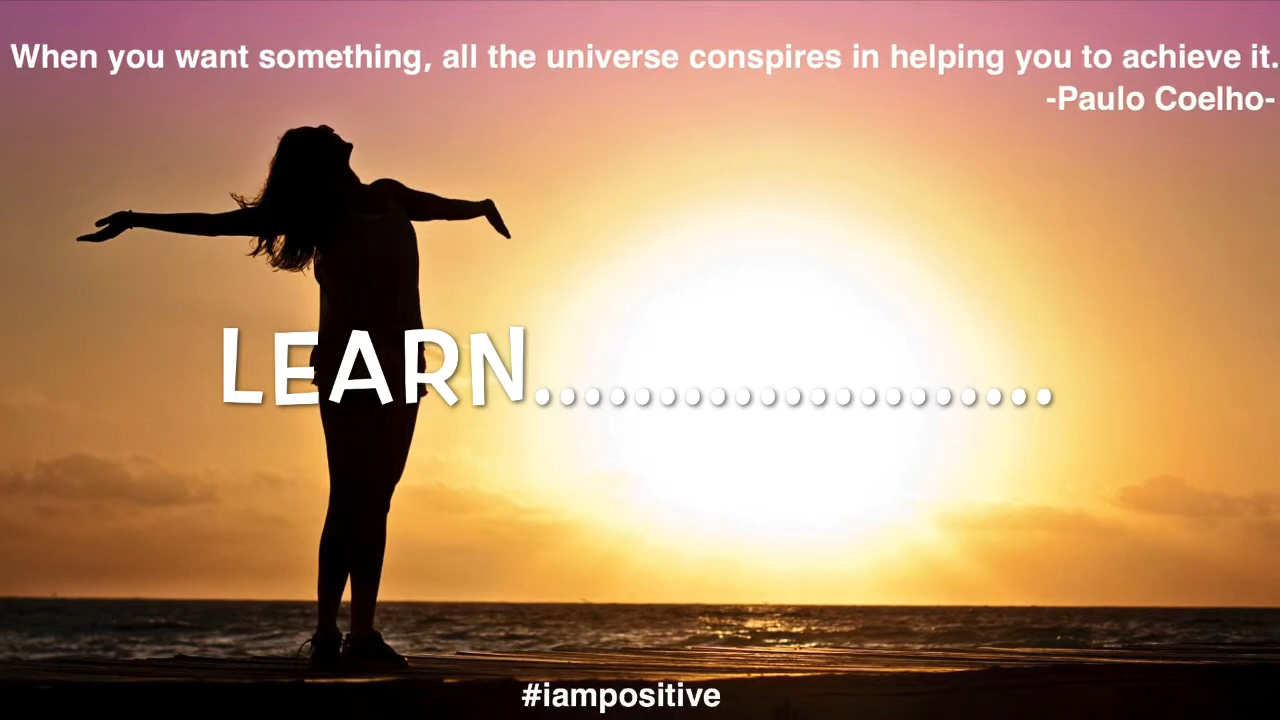 When you want something, all the universe conspires in helping you to achieve it.
-Paulo Coelho-
LEARN.....................
#iampositive